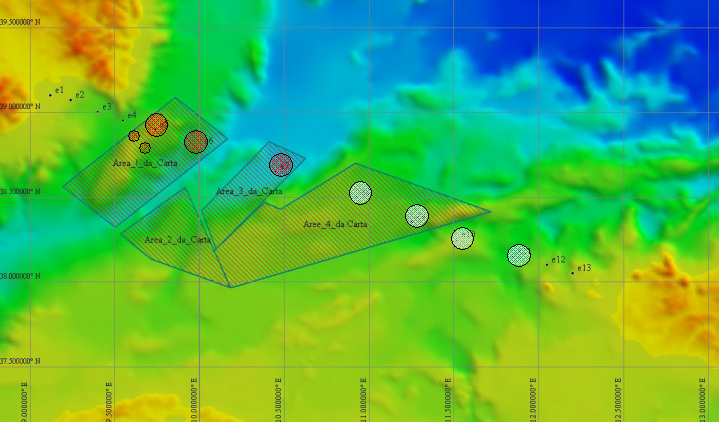 39.500000° N
e1
e2
e3
39.000000° N
e4
6
Area_1_da_Carta
Area_3_da_Carta
38.500000° N
Aree_4_da_Carta
Area_2_da_Carta
e12
e13
38.000000° N
37.500000° N
9.000000° E
9.500000° E
10.000000° E
10.500000° E
11.000000° E
11.500000° E
12.000000° E
12.500000° E
13.000000° E